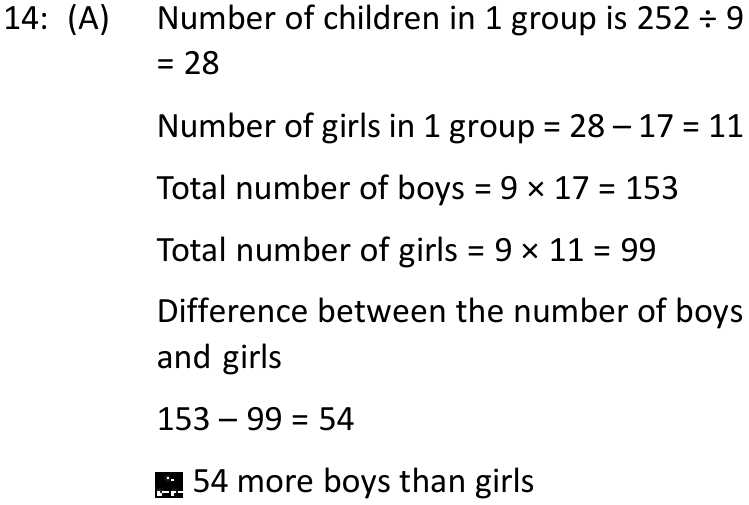 14: (A) Number of children in 1 group is 252 ÷ 9
= 28
Number of girls in 1 group = 28 – 17 = 11
Total number of boys = 9 × 17 = 153
Total number of girls = 9 × 11 = 99
Difference between the number of boys
and girls
153 – 99 = 54
54 more boys than girls